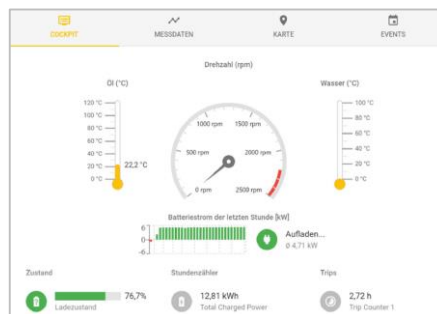 COCKPIT MESSDATEN KARTE EVENTS
Drehzahl (rpm)
Öl (°C) Wasser (°C)
120 °C
100 °C
80 °C
60 °C
40 °C
20 °C
0 °C
22,2 °C
0 rpm
500 rpm
1000 rpm
1500 rpm
2000 rpm
2500 rpm
100 °C
80 °C
60 °C
40 °C
20 °C
0 °C
Batteriestrom der letzten Stunde [kW]
6
0
-6
Aufladen...
ø 4,71 kW
Zustand Stundenzähler Trips
76,7% 12,81 kWh 2,72 h
Ladezustand Total Charged Power Trip Counter 1